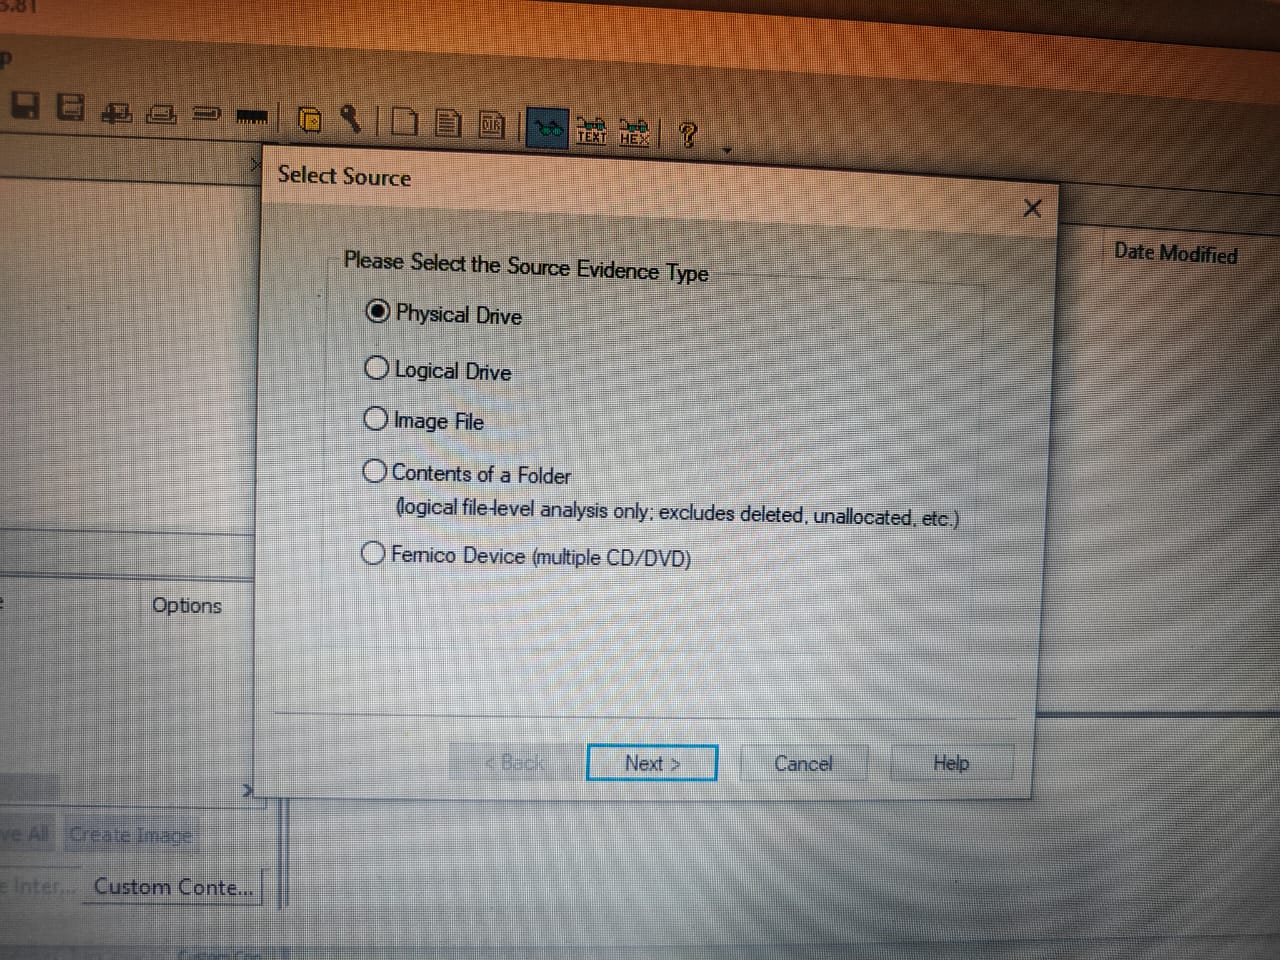 DIR
TEXT
HEX
?
Select Source
Date Modified
Please Select the Source Evidence Type
Physical Drive
Logical Drive
Image File
Contents of a Folder
(logical file-level analysis only; excludes deleted, unallocated, etc.)
Fernico Device (multiple CD/DVD)
Options
< Back
Next >
Cancel
Help
ve All
Create Image
e Inter...
Custom Conte...